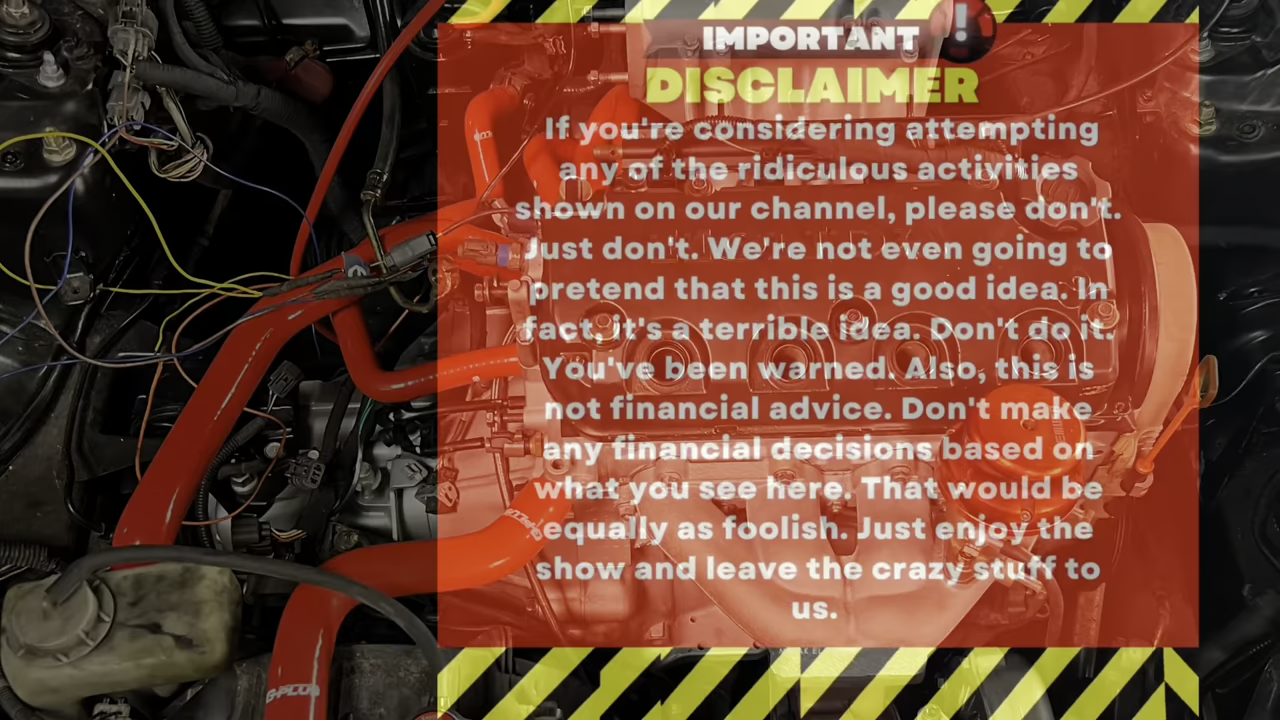 IMPORTANT
DISCLAIMER
If you're considering attempting
any of the ridiculous activities
shown on our channel, please don't.
Just don't. We're not even going to
pretend that this is a good idea. In
fact, it's a terrible idea. Don't do it.
You've been warned. Also, this is
not financial advice. Don't make
any financial decisions based on
what you see here. That would be
equally as foolish. Just enjoy the
show and leave the crazy stuff to
us.
G-PLUS